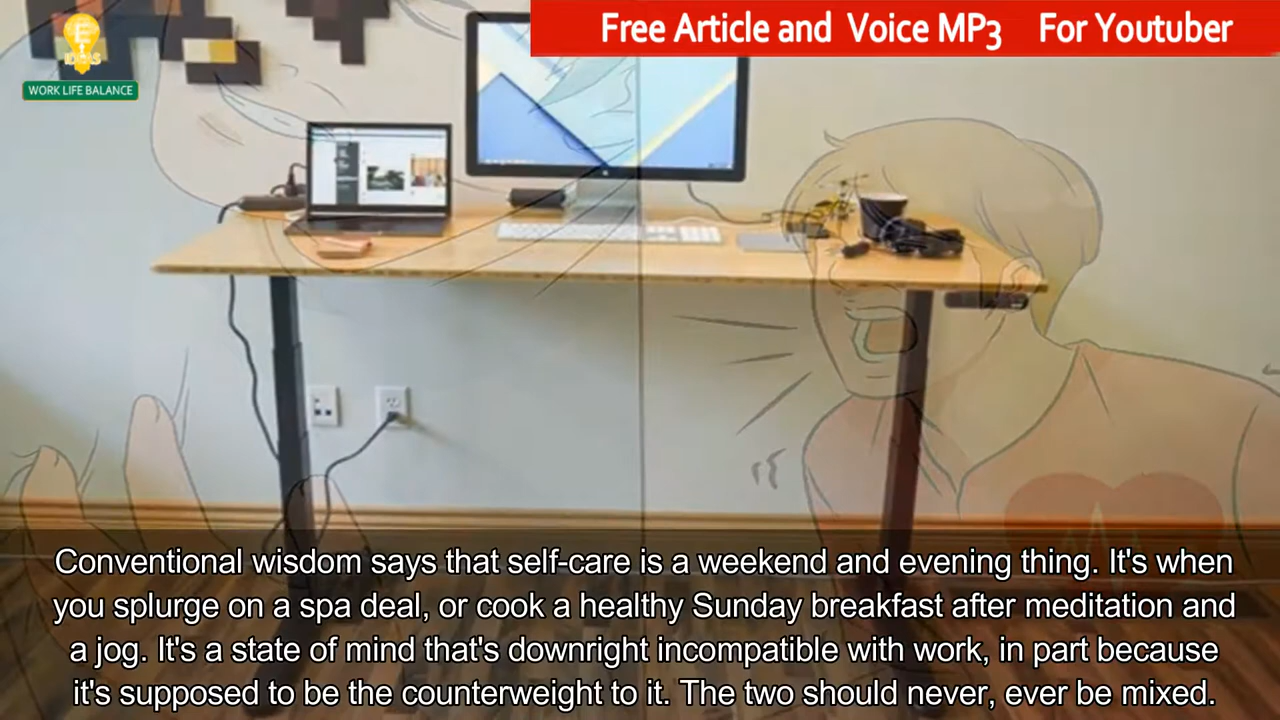 Free Article and Voice MP3 For Youtuber
IDEAS
WORK LIFE BALANCE
Conventional wisdom says that self-care is a weekend and evening thing. It's when
you splurge on a spa deal, or cook a healthy Sunday breakfast after meditation and
a jog. It's a state of mind that's downright incompatible with work, in part because
it's supposed to be the counterweight to it. The two should never, ever be mixed.